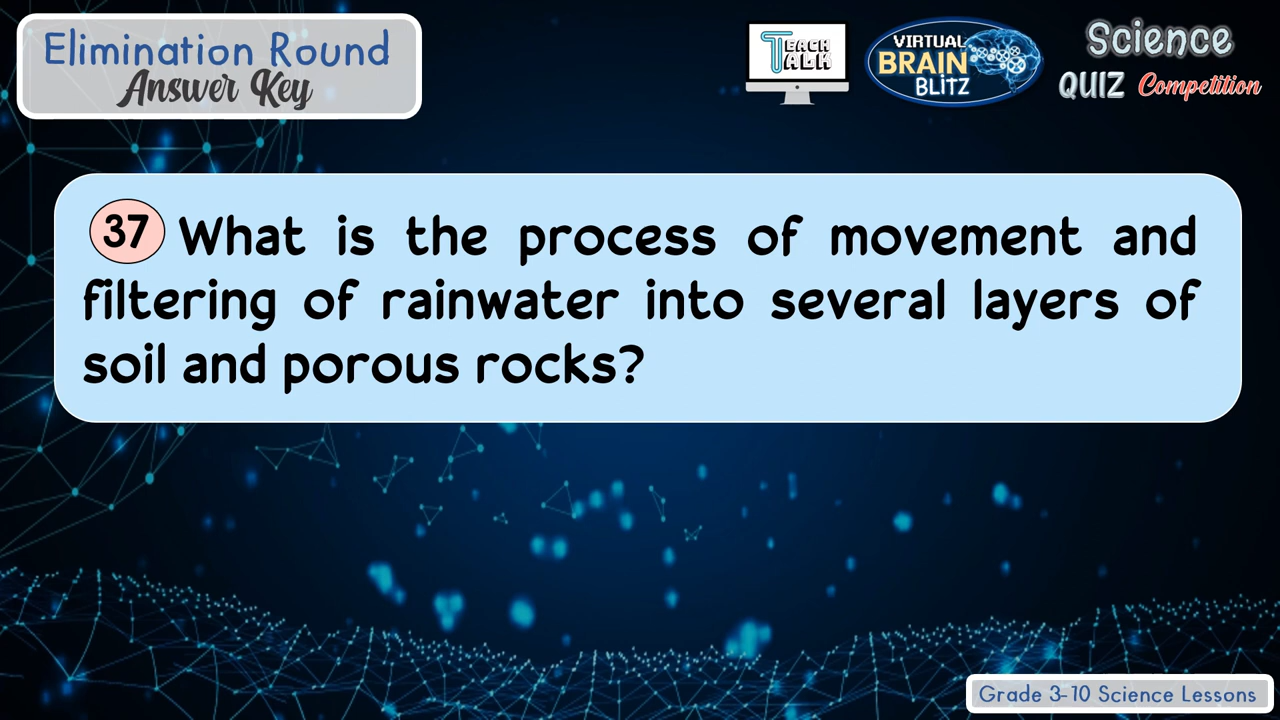 Elimination Round
Answer Key
TEACH
TALK
VIRTUAL
BRAIN
BLITZ
Science
QUIZ Competition
37 What is the process of movement and
filtering of rainwater into several layers of
soil and porous rocks?
Grade 3-10 Science Lessons